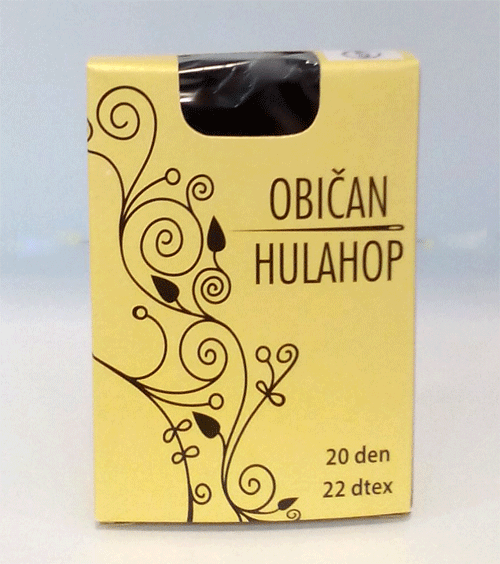 OBIČAN
HULAHOP
20 den
22 dtex